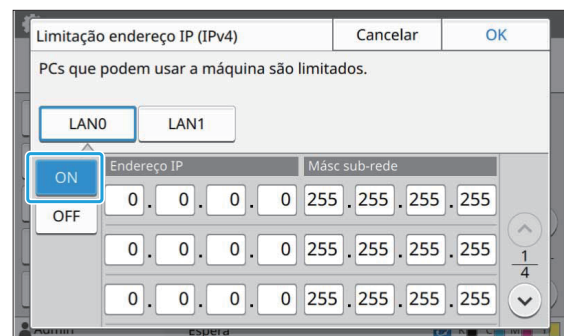 Limitação endereço IP (IPv4) Cancelar OK
PCs que podem usar a máquina são limitados.
LAN0 LAN1
ON
OFF
Endereço IP Másc sub-rede
0 . 0 . 0 . 0 255 . 255 . 255 . 255
0 . 0 . 0 . 0 255 . 255 . 255 . 255
0 . 0 . 0 . 0 255 . 255 . 255 . 255
1
4
Admin Espera